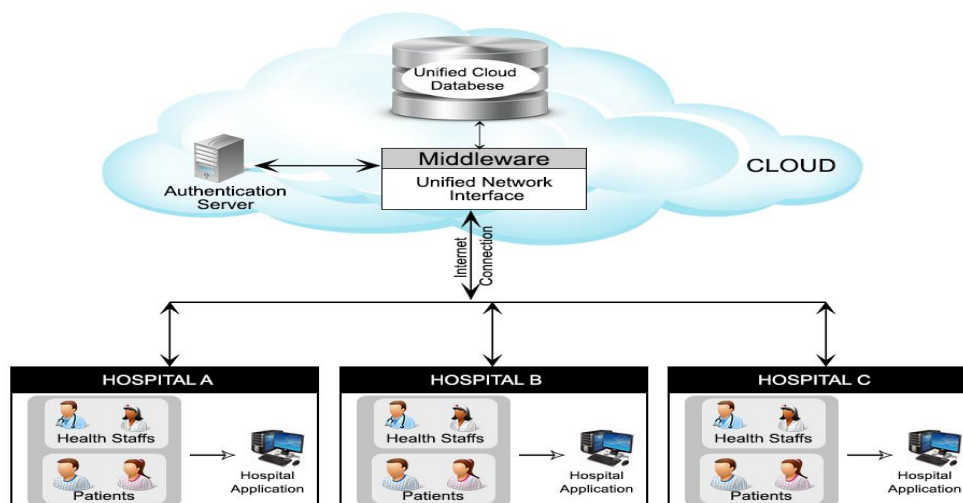 Unified Cloud
Databese
Middleware
Unified Network
Interface
CLOUD
Authentication
Server
Internet
Connection
HOSPITAL A
Health Staffs
Patients
Hospital
Application
HOSPITAL B
Health Staffs
Patients
Hospital
Application
HOSPITAL C
Health Staffs
Patients
Hospital
Application